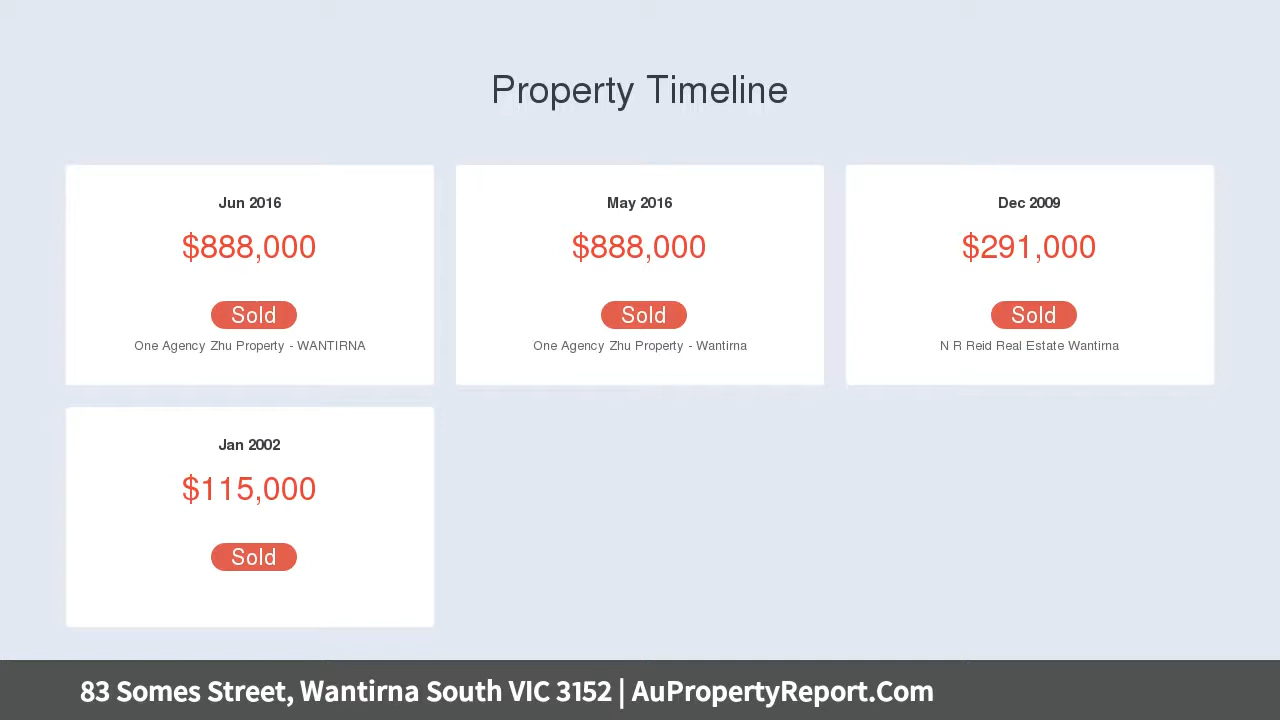 Property Timeline
Jun 2016
$888,000
Sold
One Agency Zhu Property - WANTIRNA
May 2016
$888,000
Sold
One Agency Zhu Property - Wantirna
Dec 2009
$291,000
Sold
N R Reid Real Estate Wantirna
Jan 2002
$115,000
Sold
83 Somes Street, Wantirna South VIC 3152 | AuPropertyReport.Com